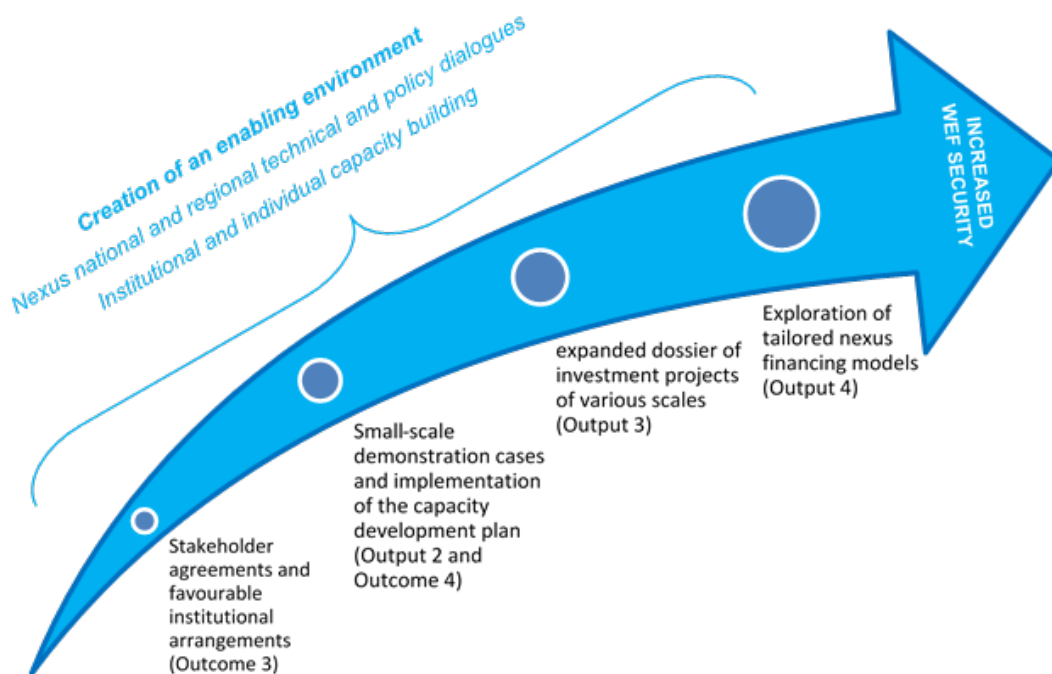 Creation of an enabling environment
Nexus national and regional technical and policy dialogues
Institutional and individual capacity building
INCREASED
WEF SECURITY
Stakeholder
agreements and
favourable
institutional
arrangements
(Outcome 3)
Small-scale
demonstration cases
and implementation
of the capacity
development plan
(Output 2 and
Outcome 4)
expanded dossier of
investment projects
of various scales
(Output 3)
Exploration of
tailored nexus
financing models
(Output 4)